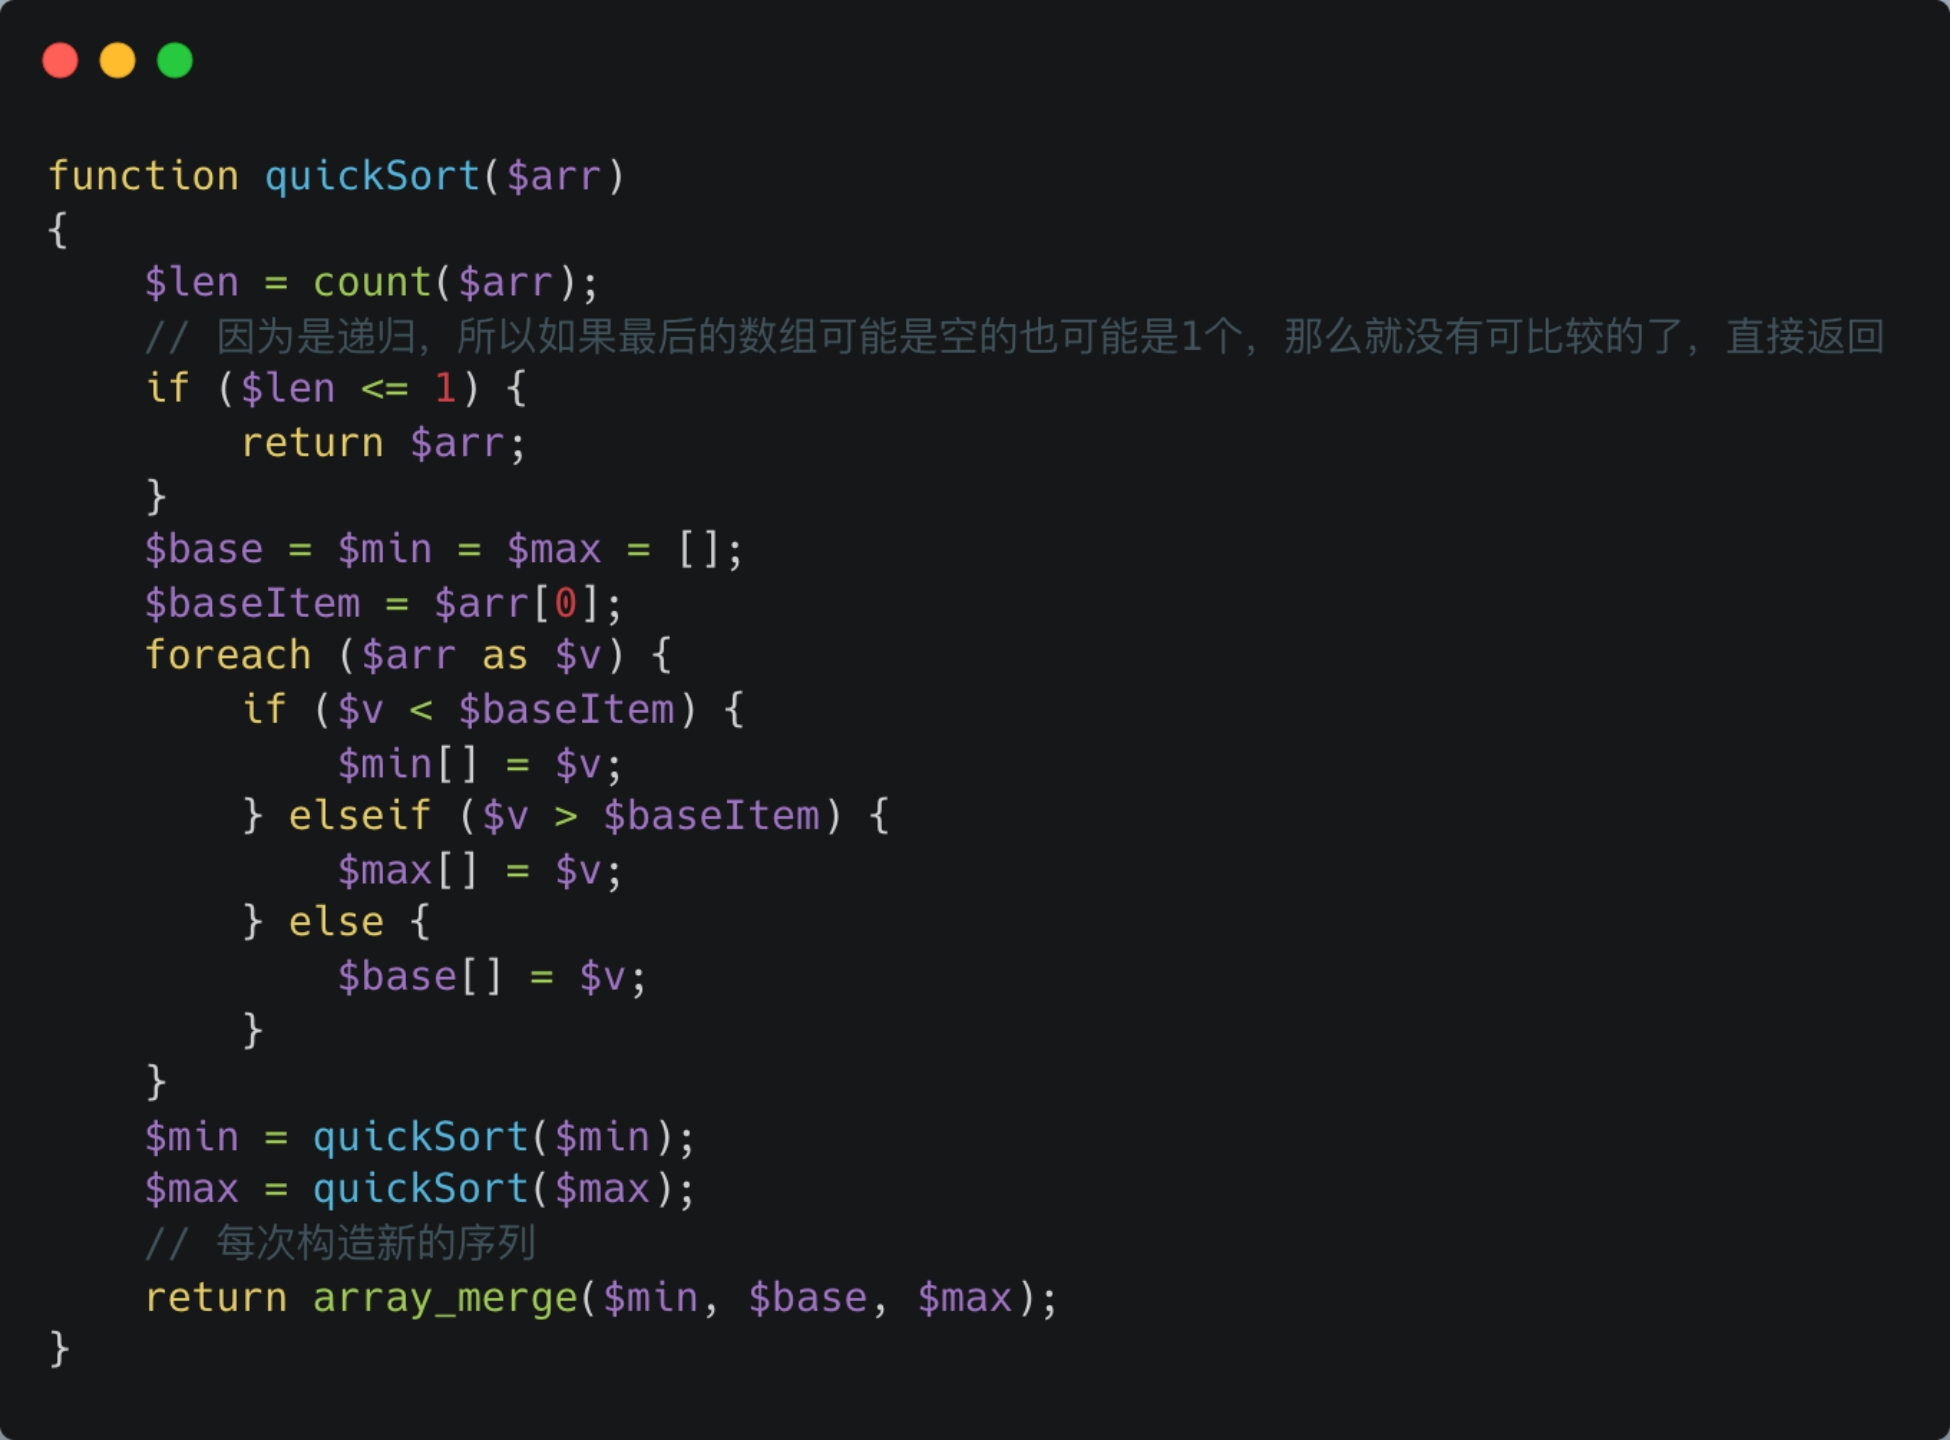 function quickSort($arr)
{
    $len = count($arr);
    // 因为是递归，所以如果最后的数组可能是空的也可能是1个，那么就没有可比较的了，直接返回
    if ($len <= 1) {
        return $arr;
    }
    $base = $min = $max = [];
    $baseItem = $arr[0];
    foreach ($arr as $v) {
        if ($v < $baseItem) {
            $min[] = $v;
        } elseif ($v > $baseItem) {
            $max[] = $v;
        } else {
            $base[] = $v;
        }
    }
    $min = quickSort($min);
    $max = quickSort($max);
    // 每次构造新的序列
    return array_merge($min, $base, $max);
}